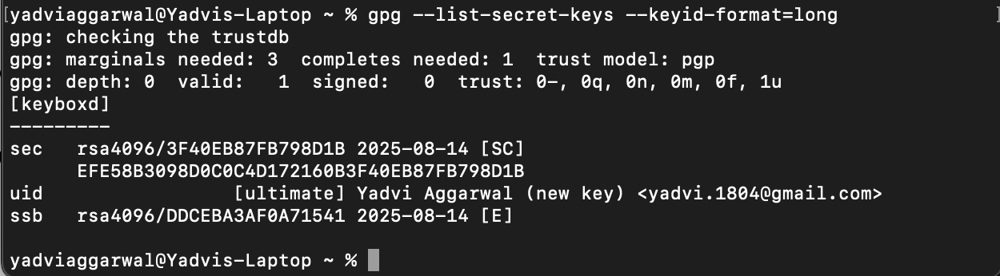 [yadviaggarwal@Yadvis-Laptop ~ % gpg --list-secret-keys --keyid-format=long ]
gpg: checking the trustdb
gpg: marginals needed: 3  completes needed: 1  trust model: pgp
gpg: depth: 0  valid:   1  signed:   0  trust: 0-, 0q, 0n, 0m, 0f, 1u
[keyboxd]
---------
sec   rsa4096/3F40EB87FB798D1B 2025-08-14 [SC]
      EFE58B3098D0C0C4D172160B3F40EB87FB798D1B
uid                 [ultimate] Yadvi Aggarwal (new key) <yadvi.1804@gmail.com>
ssb   rsa4096/DDCEBA3AF0A71541 2025-08-14 [E]
yadviaggarwal@Yadvis-Laptop ~ %